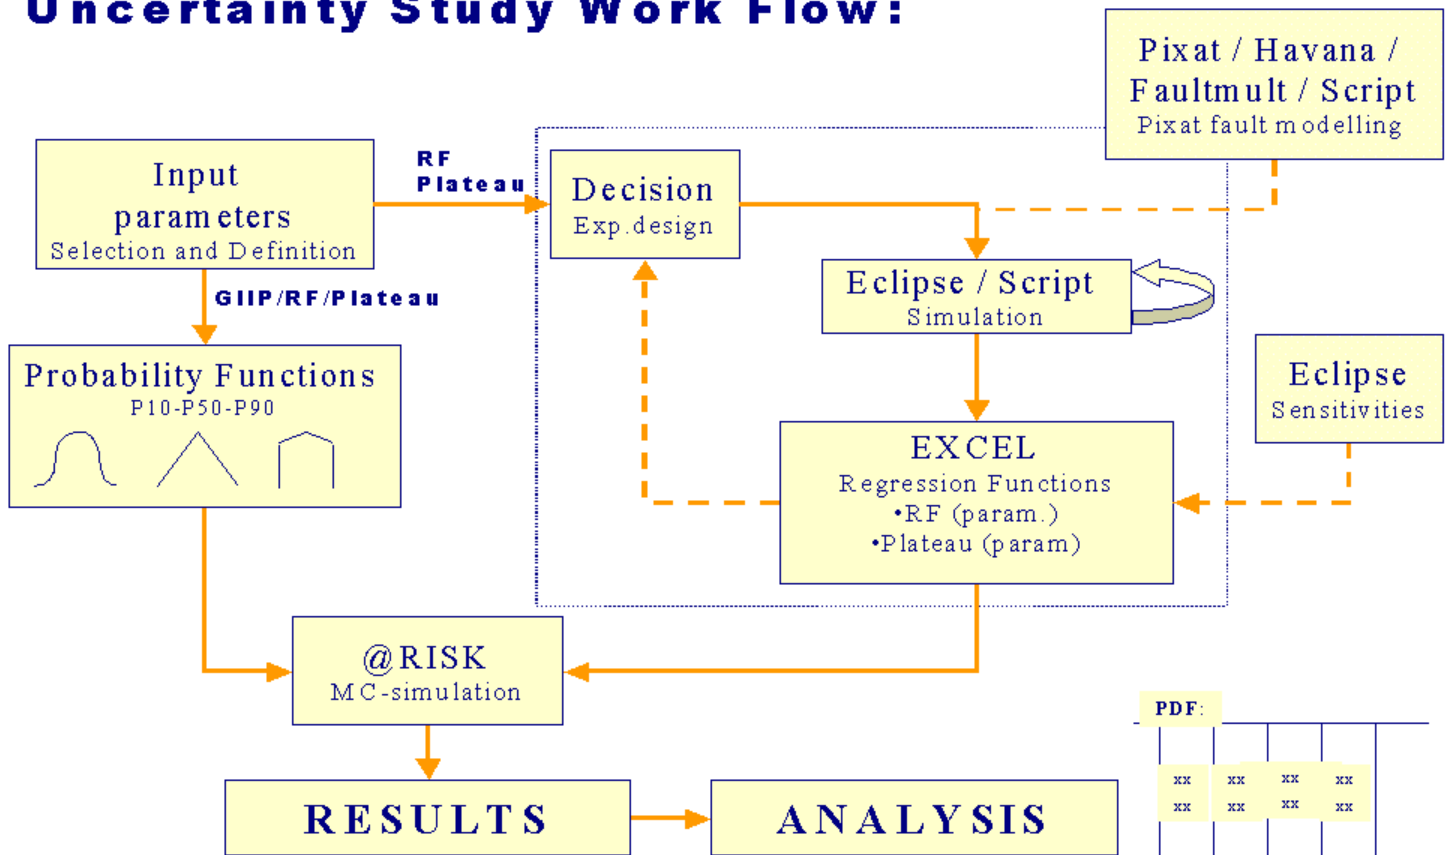 Uncertainty Study Work Flow:
Pixat / Havana /
Faultmult / Script
Pixat fault modelling
Input
parameters
Selection and Definition
RF
Plateau
Decision
Exp.design
GIIP/RF/Plateau
Eclipse / Script
Simulation
Probability Functions
P10-P50-P90
Eclipse
Sensitivities
EXCEL
Regression Functions
•RF (param.)
•Plateau (param)
@RISK
MC-simulation
PDF:
xx xx xx xx
xx xx xx xx
RESULTS
ANALYSIS